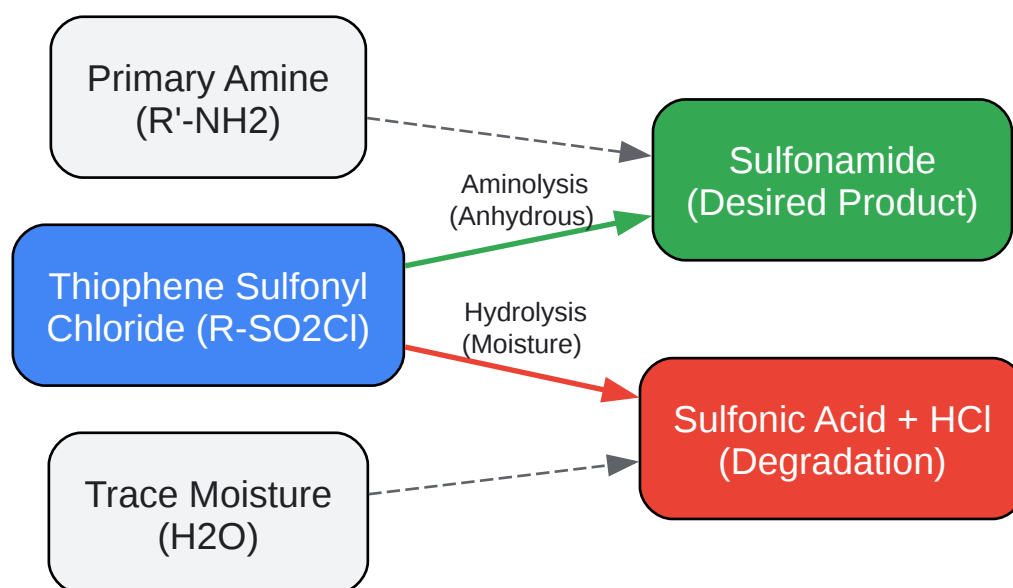 Primary Amine
(R'-NH2)
Sulfonamide
(Desired Product)
Aminolysis
(Anhydrous)
Thiophene Sulfonyl
Chloride (R-SO2Cl)
Hydrolysis
(Moisture)
Sulfonic Acid + HCl
(Degradation)
Trace Moisture
(H2O)